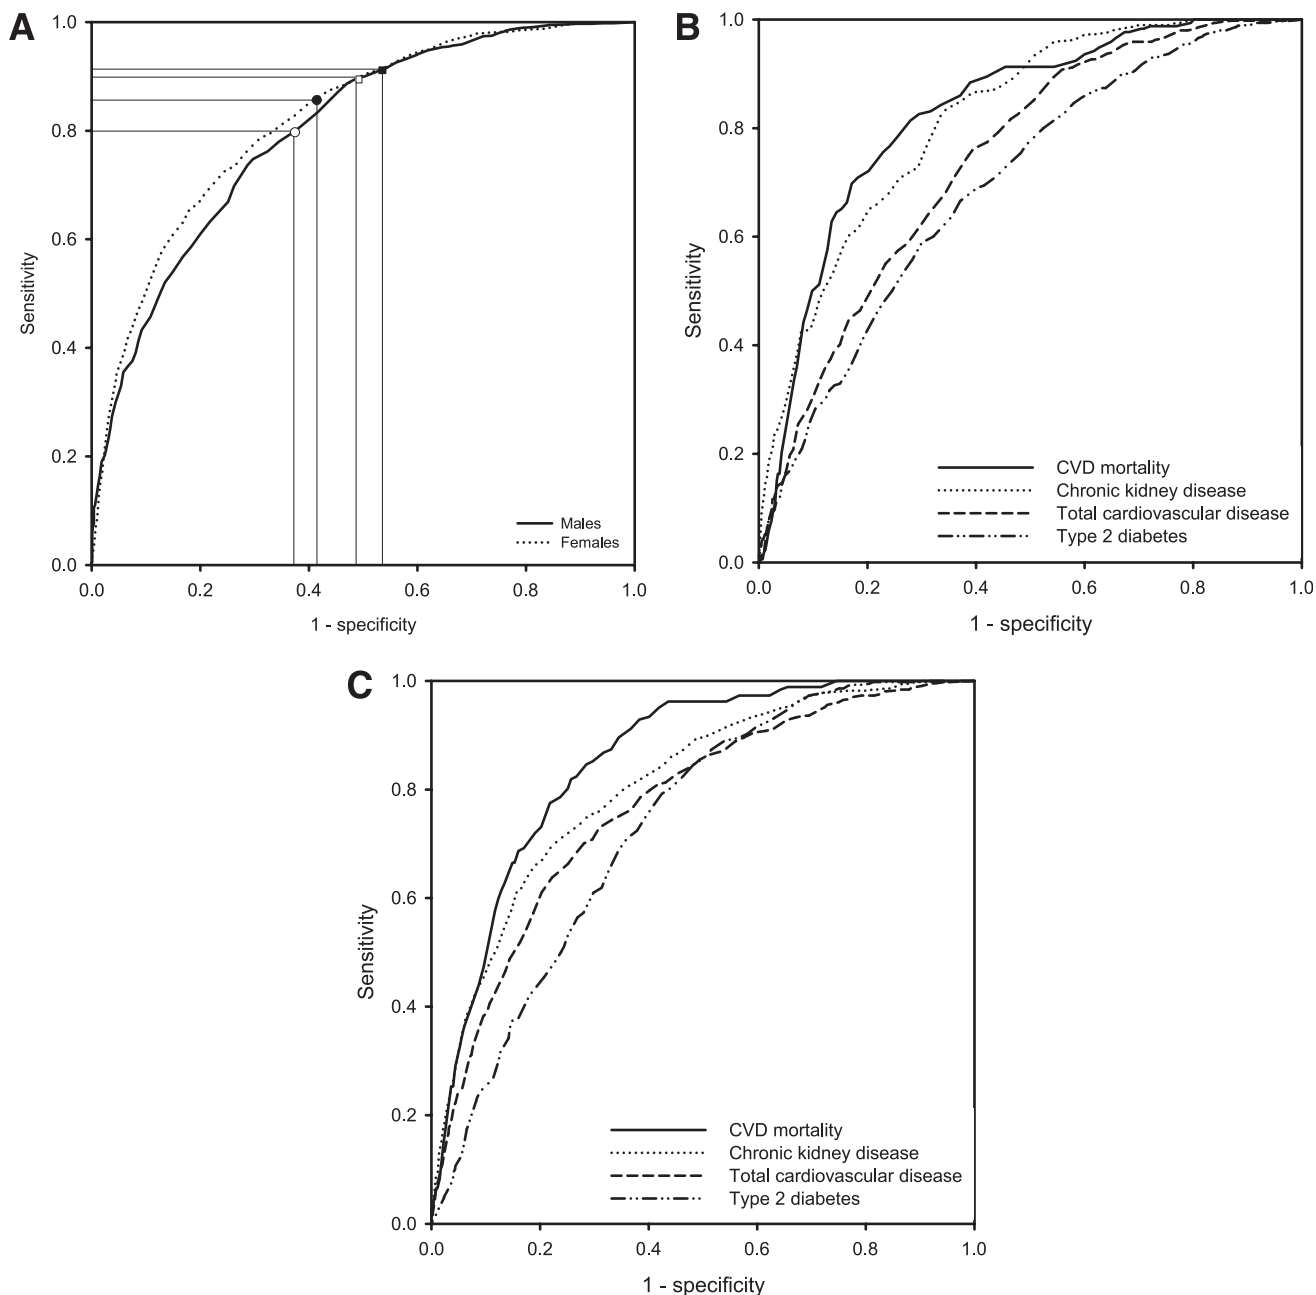 A
1.0
0.8
0.6
0.4
0.2
0.0
Sensitivity
Males
Females
0.0 0.2 0.4 0.6 0.8 1.0
1 - specificity
B
1.0
0.8
0.6
0.4
0.2
0.0
Sensitivity
CVD mortality
Chronic kidney disease
Total cardiovascular disease
Type 2 diabetes
0.0 0.2 0.4 0.6 0.8 1.0
1 - specificity
C
1.0
0.8
0.6
0.4
0.2
0.0
Sensitivity
CVD mortality
Chronic kidney disease
Total cardiovascular disease
Type 2 diabetes
0.0 0.2 0.4 0.6 0.8 1.0
1 - specificity